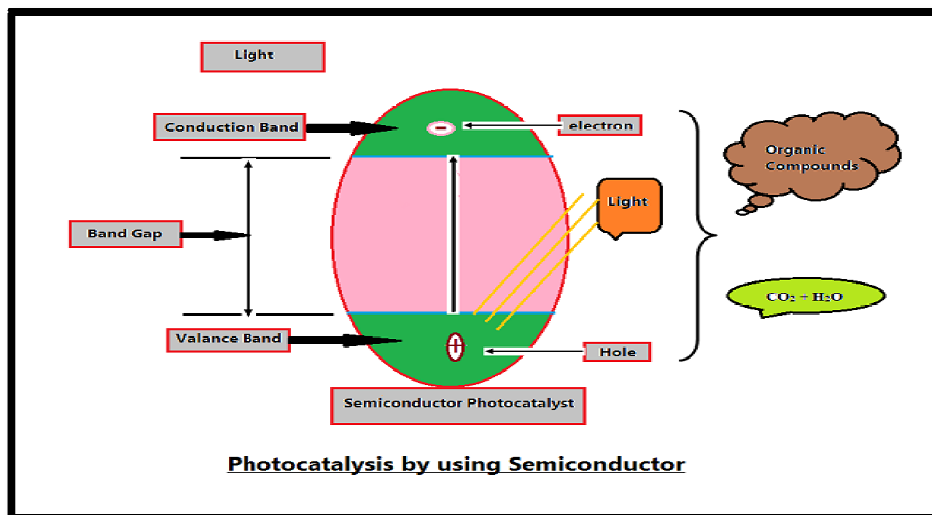 Light
Conduction Band
electron
Organic
Compounds
Light
Band Gap
CO₂ + H₂O
Valance Band
Hole
Semiconductor Photocatalyst
Photocatalysis by using Semiconductor